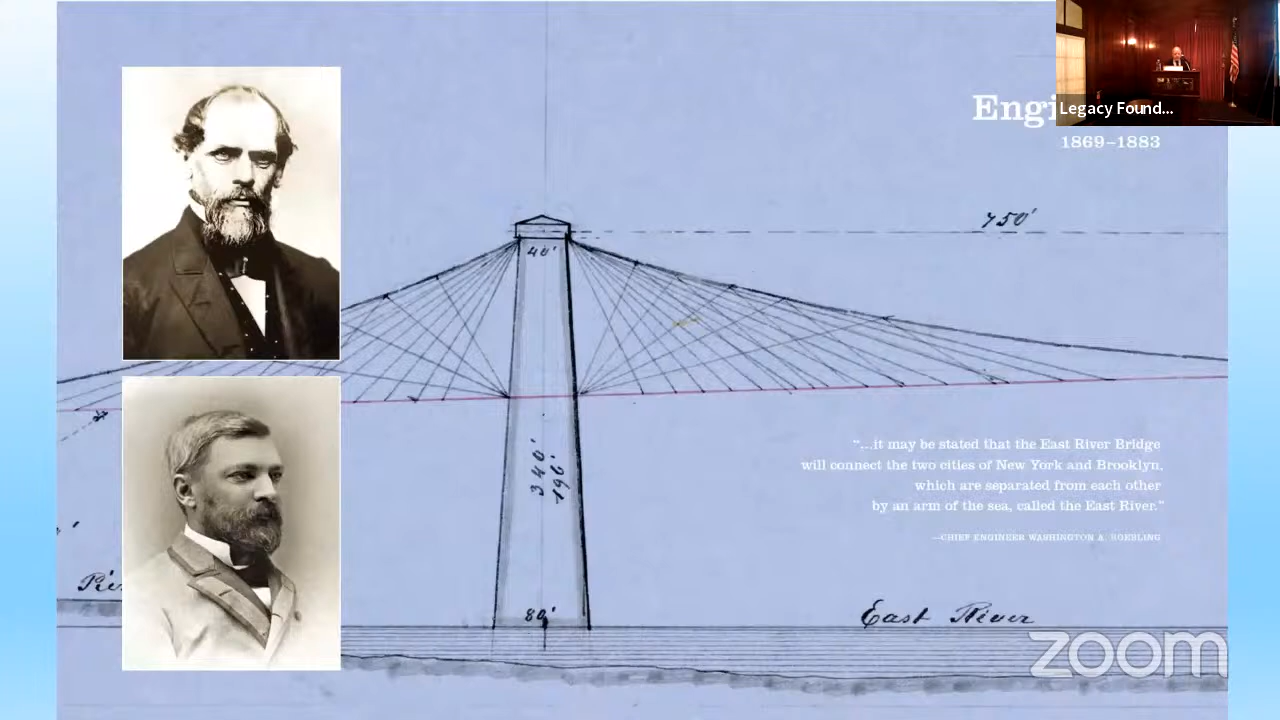 Legacy Found...
1869–1883
750'
40'
340'
196'
"...it may be stated that the East River Bridge
will connect the two cities of New York and Brooklyn,
which are separated from each other
by an arm of the sea, called the East River."
—CHIEF ENGINEER WASHINGTON A. ROEBLING
80'
East River
zoom